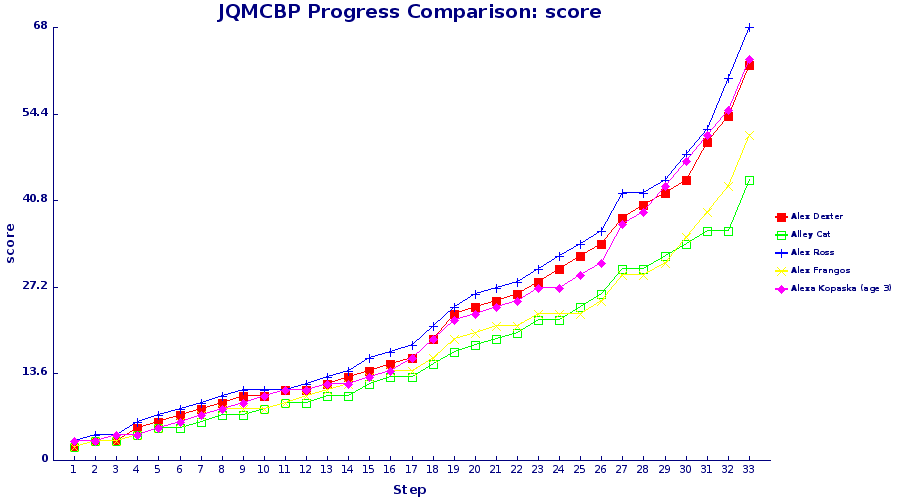 JQMCBP Progress Comparison: score
68
54.4
40.8
27.2
13.6
0
score
1 2 3 4 5 6 7 8 9 10 11 12 13 14 15 16 17 18 19 20 21 22 23 24 25 26 27 28 29 30 31 32 33
Step
Alex Dexter
Alley Cat
Alex Ross
Alex Frangos
Alexa Kopaska (age 3)